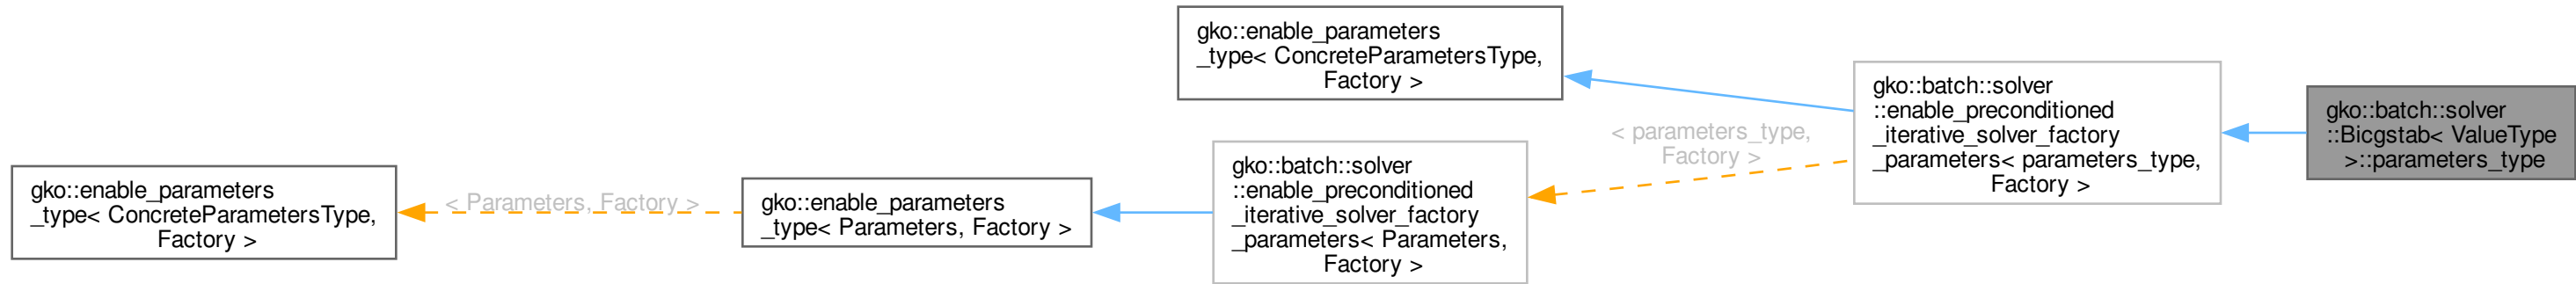 gko::enable_parameters
_type< ConcreteParametersType,
Factory >
< Parameters, Factory >
gko::enable_parameters
_type< Parameters, Factory >
gko::batch::solver
::enable_preconditioned
_iterative_solver_factory
_parameters< Parameters,
Factory >
gko::enable_parameters
_type< ConcreteParametersType,
Factory >
< parameters_type,
Factory >
gko::batch::solver
::enable_preconditioned
_iterative_solver_factory
_parameters< parameters_type,
Factory >
gko::batch::solver
::Bicgstab< ValueType
>::parameters_type